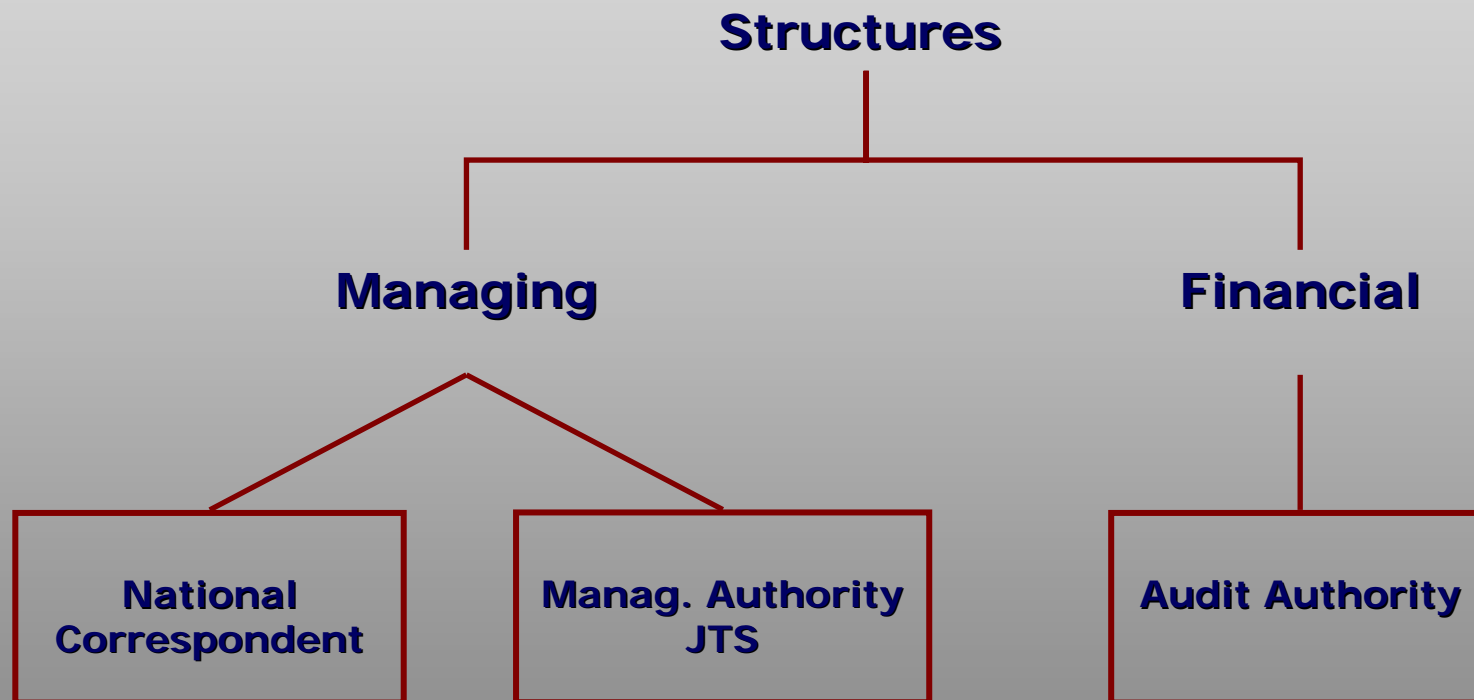 Structures
Managing
Financial
National
Correspondent
Manag. Authority
JTS
Audit Authority